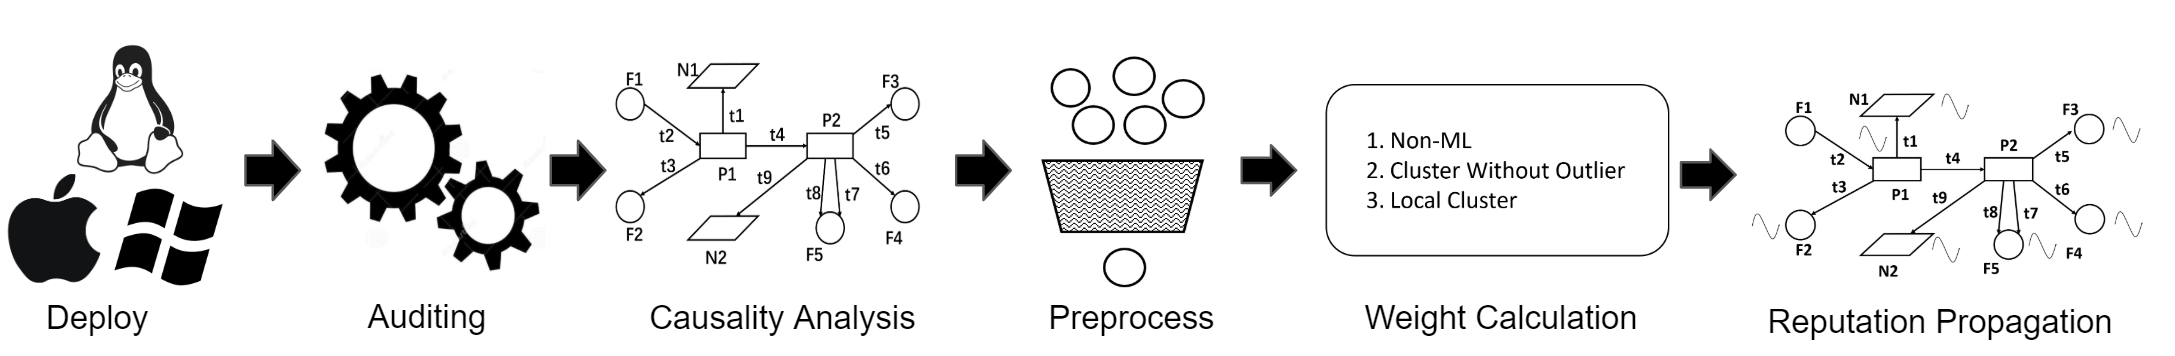 F1
N1
F3
t1
P2
t2
t4
t5
t3
P1
t9
t6
t8
t7
F2
N2
F5
F4
1. Non-ML
2. Cluster Without Outlier
3. Local Cluster
F1
N1
F3
t1
P2
t2
t4
t5
t3
P1
t9
t6
t8
t7
F2
N2
F5
F4
Deploy
Auditing
Causality Analysis
Preprocess
Weight Calculation
Reputation Propagation